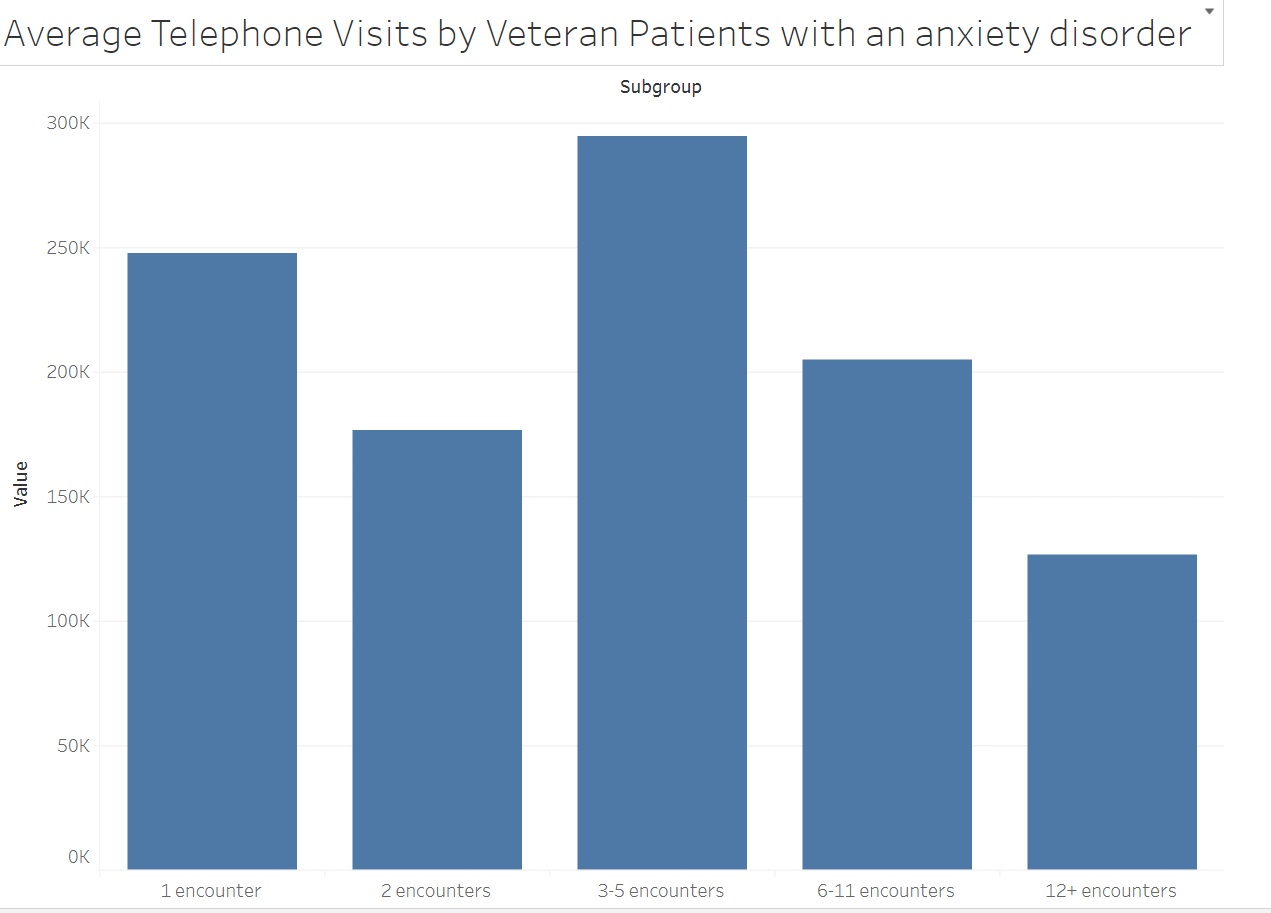 Average Telephone Visits by Veteran Patients with an anxiety disorder
Subgroup
300K
250K
200K
150K
100K
50K
0K
Value
1 encounter
2 encounters
3-5 encounters
6-11 encounters
12+ encounters